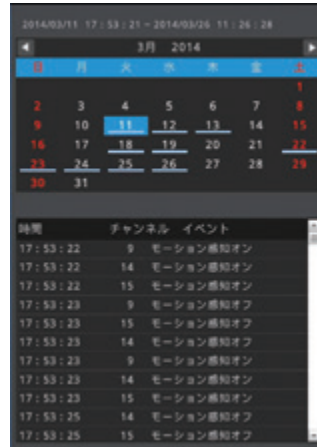 2014/03/11 17:53:21~2014/03/26 11:26:28
3月 2014
日 月 火 水 木 金 土
1
2 3 4 5 6 7 8
9 10 11 12 13 14 15
16 17 18 19 20 21 22
23 24 25 26 27 28 29
30 31
時間 チャンネル イベント
17:53:22 9 モーション感知オン
17:53:22 14 モーション感知オン
17:53:22 15 モーション感知オン
17:53:23 9 モーション感知オフ
17:53:23 15 モーション感知オフ
17:53:23 14 モーション感知オフ
17:53:23 9 モーション感知オン
17:53:23 14 モーション感知オン
17:53:23 15 モーション感知オン
17:53:25 14 モーション感知オフ
17:53:25 15 モーション感知オフ